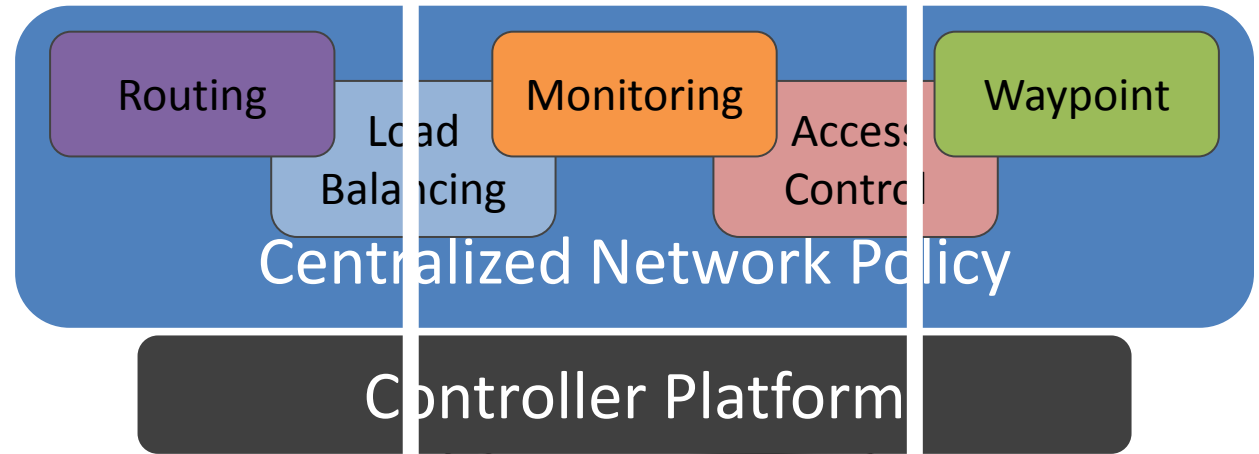 Routing
Load
Balancing
Monitoring
Access
Control
Waypoint
Centralized Network Policy
Controller Platform